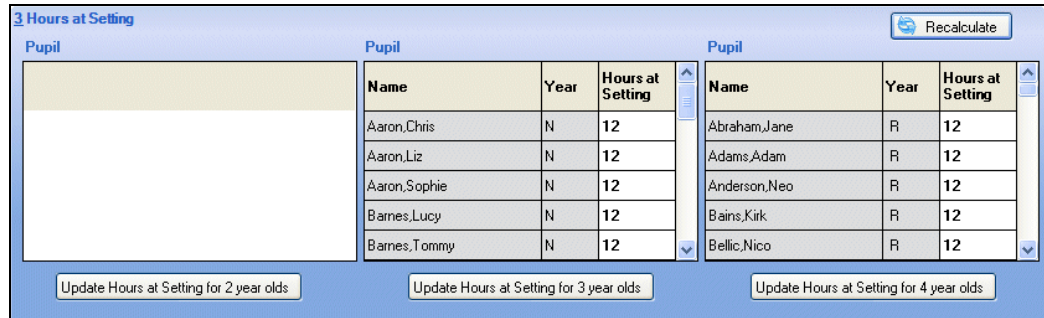 3 Hours at Setting
Recalculate
Pupil
Pupil
Name Year Hours at Setting
Aaron,Chris N 12
Aaron,Liz N 12
Aaron,Sophie N 12
Barnes,Lucy N 12
Barnes,Tommy N 12
Pupil
Name Year Hours at Setting
Abraham,Jane R 12
Adams,Adam R 12
Anderson,Neo R 12
Bains,Kirk R 12
Bellic,Nico R 12
Update Hours at Setting for 2 year olds
Update Hours at Setting for 3 year olds
Update Hours at Setting for 4 year olds